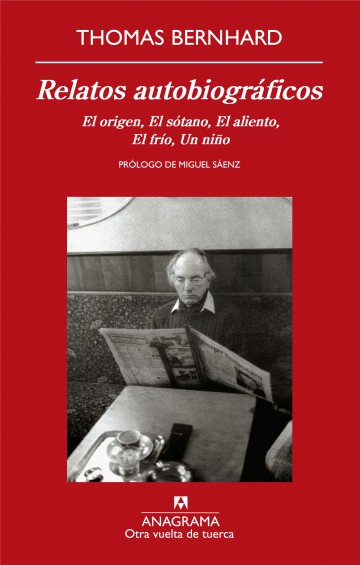 THOMAS BERNHARD
Relatos autobiográficos
El origen, El sótano, El aliento,
El frío, Un niño
PRÓLOGO DE MIGUEL SÁENZ
ANAGRAMA
Otra vuelta de tuerca